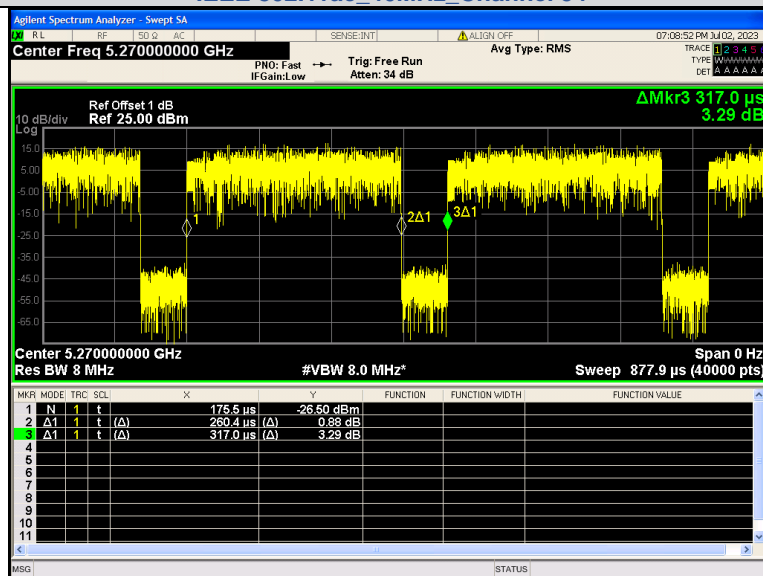 Agilent Spectrum Analyzer - Swept SA
LXI RL RF 50 Ω AC SENSE:INT ALIGN OFF 07:08:52 PM Jul 02, 2023
Center Freq 5.270000000 GHz Avg Type: RMS TRACE 1 2 3 4 5
PNO: Fast Trig: Free Run TYPE
IFGain:Low Atten: 34 dB DET A A A A A
ΔMkr3 317.0 µs
Ref Offset 1 dB
10 dB/div Ref 25.00 dBm 3.29 dB
Log
15.0
5.00
-5.00
-15.0
1 2Δ1 3Δ1
-25.0
-35.0
-45.0
-55.0
-65.0
Center 5.270000000 GHz Span 0 Hz
Res BW 8 MHz #VBW 8.0 MHz* Sweep 877.9 µs (40000 pts)
MKR MODE TRC SCL X Y FUNCTION FUNCTION WIDTH FUNCTION VALUE
1 N 1 t 175.5 µs -26.50 dBm
2 Δ1 1 t (Δ) 260.4 µs (Δ) 0.88 dB
3 Δ1 1 t (Δ) 317.0 µs (Δ) 3.29 dB
4
5
6
7
8
9
10
11
MSG STATUS